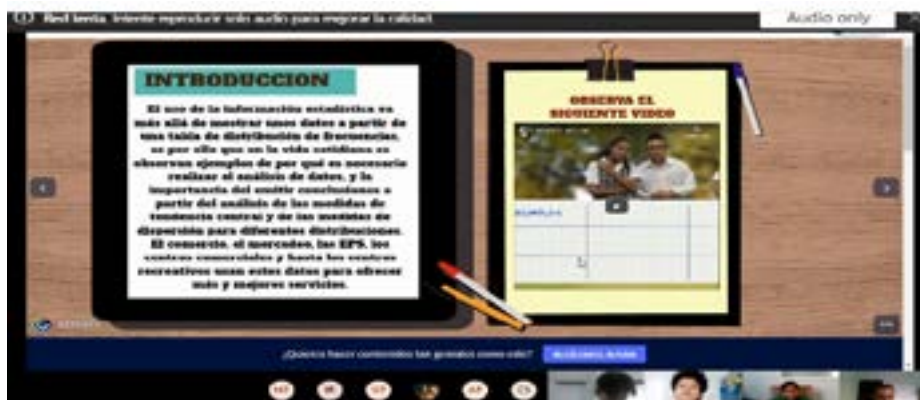 Red lenta. Intente reproducir solo audio para mejorar la calidad.
Audio only
INTRODUCCION
El uso de la información estadística va
más allá de mostrar unos datos a partir de
una tabla de distribución de frecuencias,
es por ello que en la vida cotidiana se
observan ejemplos de por qué es necesario
realizar el análisis de datos, y la
importancia del emitir conclusiones a
partir del análisis de las medidas de
tendencia central y de las medidas de
dispersión para diferentes distribuciones.
El comercio, el mercadeo, las EPS, los
centros comerciales y hasta los centros
recreativos usan estos datos para ofrecer
más y mejores servicios.
OBSERVA EL
SIGUIENTE VIDEO
¿Quieres hacer contenidos tan geniales como este?